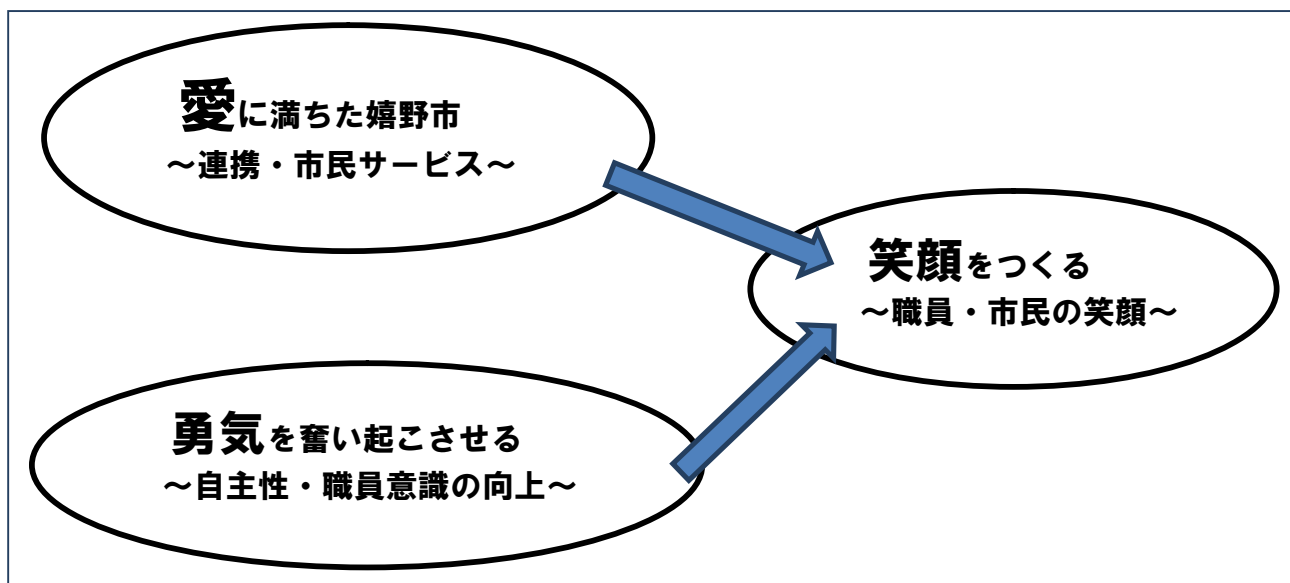 愛に満ちた嬉野市
～連携・市民サービス～
笑顔をつくる
～職員・市民の笑顔～
勇気を奮い起こさせる
～自主性・職員意識の向上～